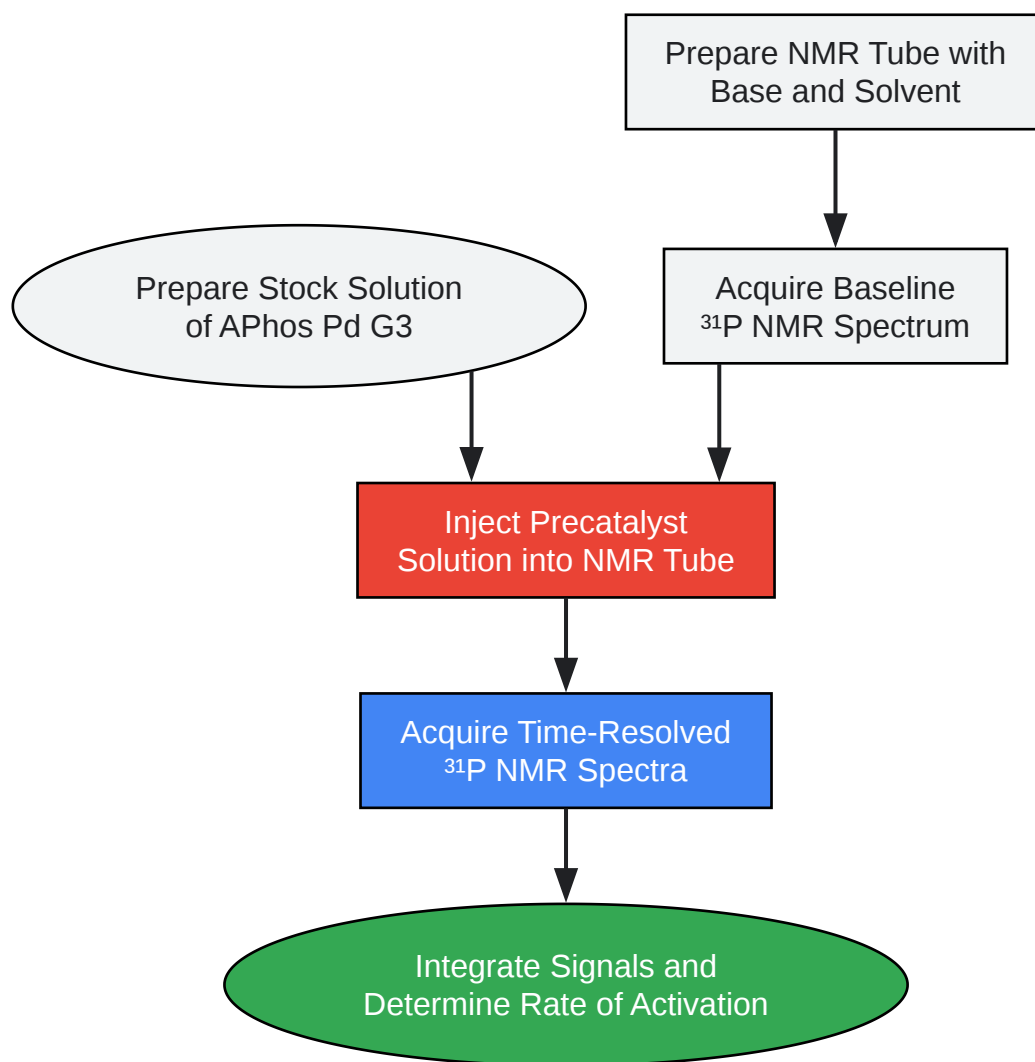 Prepare NMR Tube with
Base and Solvent
Prepare Stock Solution
of APhos Pd G3
Acquire Baseline
³¹P NMR Spectrum
Inject Precatalyst
Solution into NMR Tube
Acquire Time-Resolved
³¹P NMR Spectra
Integrate Signals and
Determine Rate of Activation